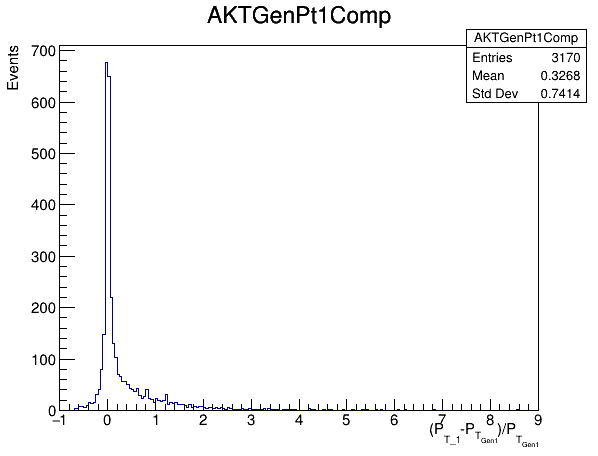 AKTGenPt1Comp
AKTGenPt1Comp
Entries 3170
Mean 0.3268
Std Dev 0.7414
Events
700
600
500
400
300
200
100
0
−1 0 1 2 3 4 5 6 7 8 9
(P_T_1-P_T_Gen1)/P_T_Gen1